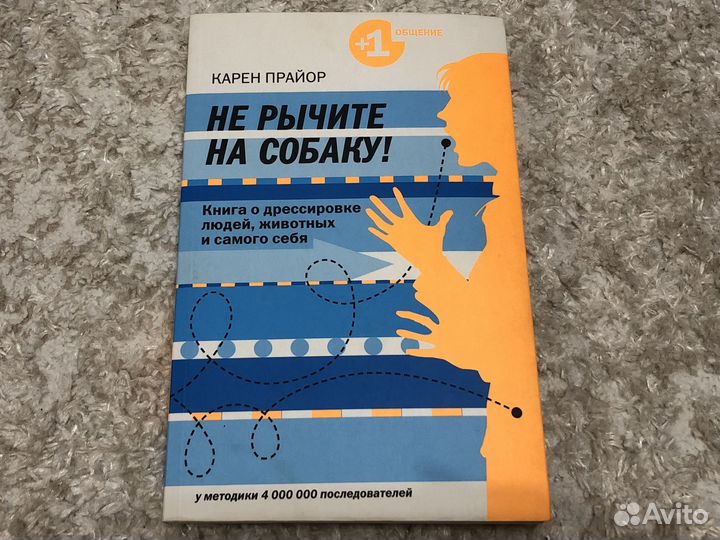 +1 ОБЩЕНИЕ
КАРЕН ПРАЙОР
НЕ РЫЧИТЕ
НА СОБАКУ!
Книга о дрессировке
людей, животных
и самого себя
у методики 4 000 000 последователей
Avito